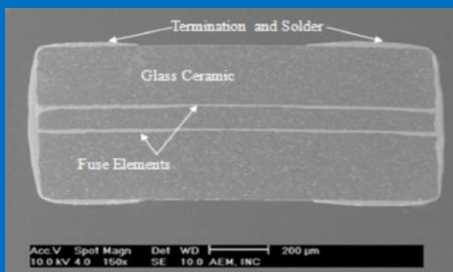 Termination and Solder
Glass Ceramic
Fuse Elements
Acc.V Spot Magn Det WD 200 µm
10.0 kV 4.0 150x SE 10.0 AEM, INC